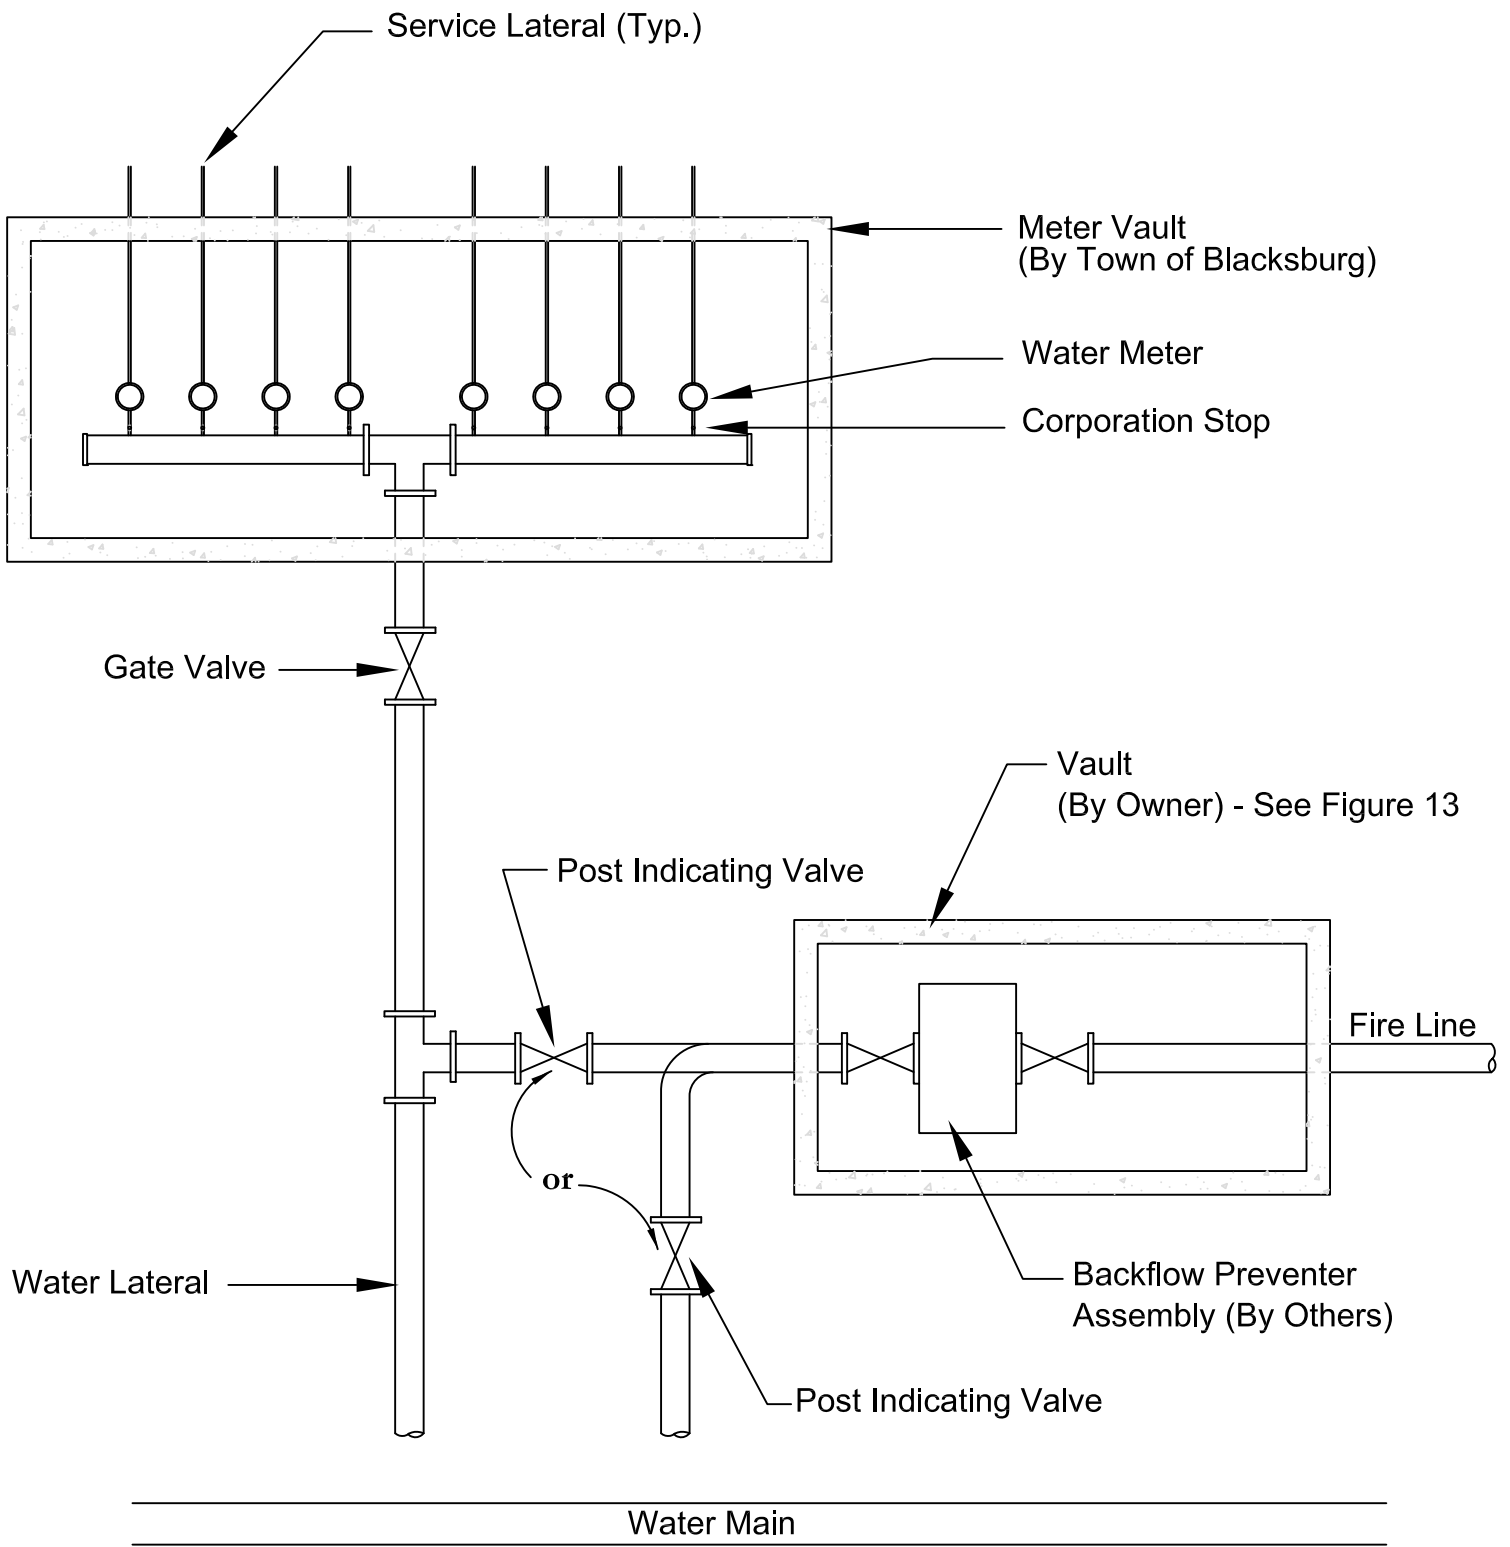 Service Lateral (Typ.)
Meter Vault
(By Town of Blacksburg)
Water Meter
Corporation Stop
Gate Valve
Vault
(By Owner) - See Figure 13
Post Indicating Valve
Fire Line
or
Water Lateral
Backflow Preventer
Assembly (By Others)
Post Indicating Valve
Water Main